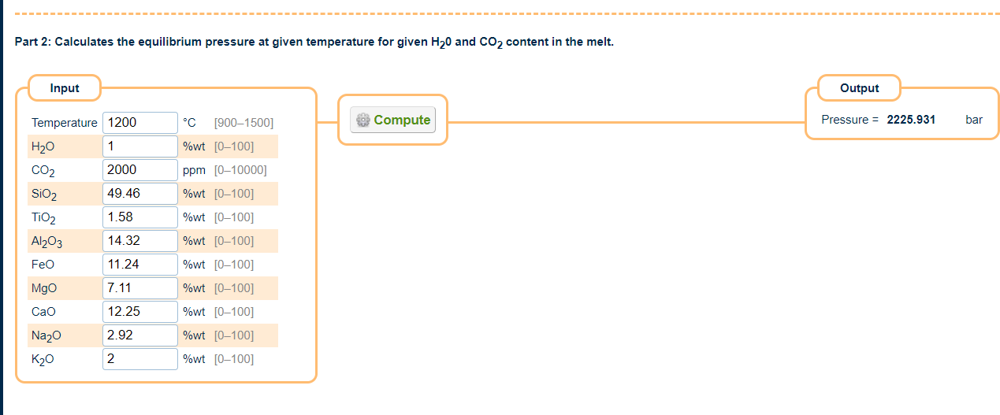 Part 2: Calculates the equilibrium pressure at given temperature for given H₂0 and CO₂ content in the melt.
Input
Temperature 1200 °C [900–1500]
H₂O 1 %wt [0–100]
CO₂ 2000 ppm [0–10000]
SiO₂ 49.46 %wt [0–100]
TiO₂ 1.58 %wt [0–100]
Al₂O₃ 14.32 %wt [0–100]
FeO 11.24 %wt [0–100]
MgO 7.11 %wt [0–100]
CaO 12.25 %wt [0–100]
Na₂O 2.92 %wt [0–100]
K₂O 2 %wt [0–100]
Compute
Output
Pressure = 2225.931 bar